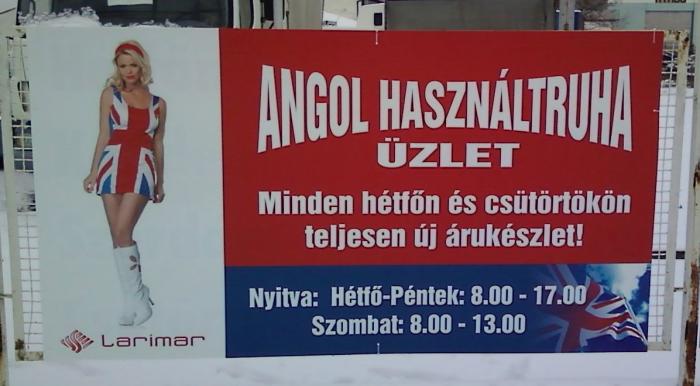 ANGOL HASZNÁLTRUHA
ÜZLET
Minden hétfőn és csütörtökön
teljesen új árukészlet!
Nyitva: Hétfő-Péntek: 8.00 - 17.00
Szombat: 8.00 - 13.00
Larimar